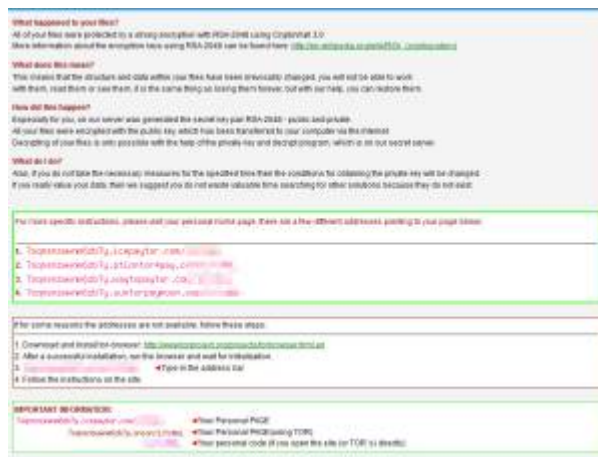 What happened to your files?
All of your files were protected by a strong encryption with RSA-2048 using CryptoWall 3.0
More information about the encryption keys using RSA-2048 can be found here:
What does this mean?
This means that the structure and data within your files have been irrevocably changed, you will not be able to work
with them, read them or see them, it is the same thing as losing them forever, but with our help, you can restore them.
How did this happen?
Especially for you, on our server was generated the secret key pair RSA-2048 - public and private.
All your files were encrypted with the public key, which has been transferred to your computer via the Internet
Decrypting of your files is only possible with the help of the private key and decrypt program, which is on our secret server.
What do I do?
Alas, if you do not take the necessary measures for the specified time then the conditions for obtaining the private key will be changed
If you really value your data, then we suggest you do not waste valuable time searching for other solutions because they do not exist.
For more specific instructions, please visit your personal home page, there are a few different addresses pointing to your page below:
1.
2.
3.
4.
If for some reasons the addresses are not available, follow these steps:
1 Download and install tor-browser:
2 After a successful installation, run the browser and wait for initialization.
3 Type in the address bar
4 Follow the instructions on the site.
IMPORTANT INFORMATION:
Your Personal PAGE
Your Personal PAGE(using TOR)
Your personal code (if you open the site (or TOR 's) directly)